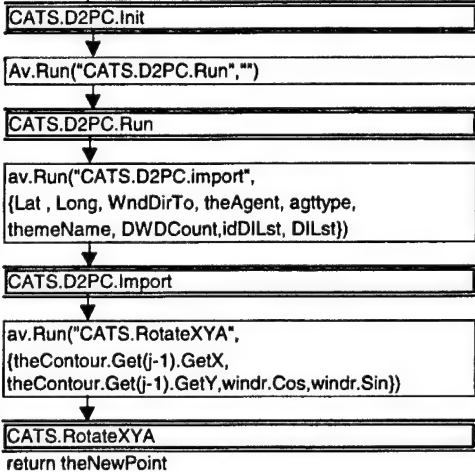 CATS.D2PC.Init
Av.Run("CATS.D2PC.Run","")
CATS.D2PC.Run
av.Run("CATS.D2PC.import",
{Lat , Long, WndDirTo, theAgent, agttype,
themeName, DWDCount,idDILst, DILst})
CATS.D2PC.Import
av.Run("CATS.RotateXYA",
{theContour.Get(j-1).GetX,
theContour.Get(j-1).GetY,windr.Cos,windr.Sin})
CATS.RotateXYA
return theNewPoint